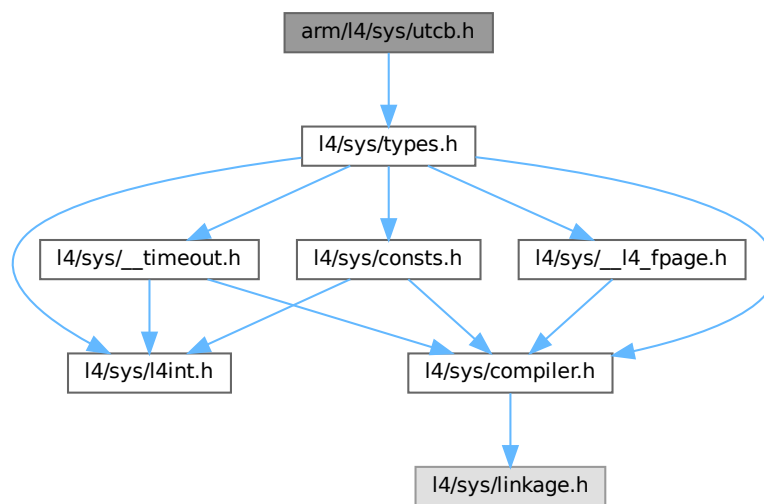 arm/l4/sys/utcb.h
l4/sys/types.h
l4/sys/__timeout.h
l4/sys/consts.h
l4/sys/__l4_fpage.h
l4/sys/l4int.h
l4/sys/compiler.h
l4/sys/linkage.h